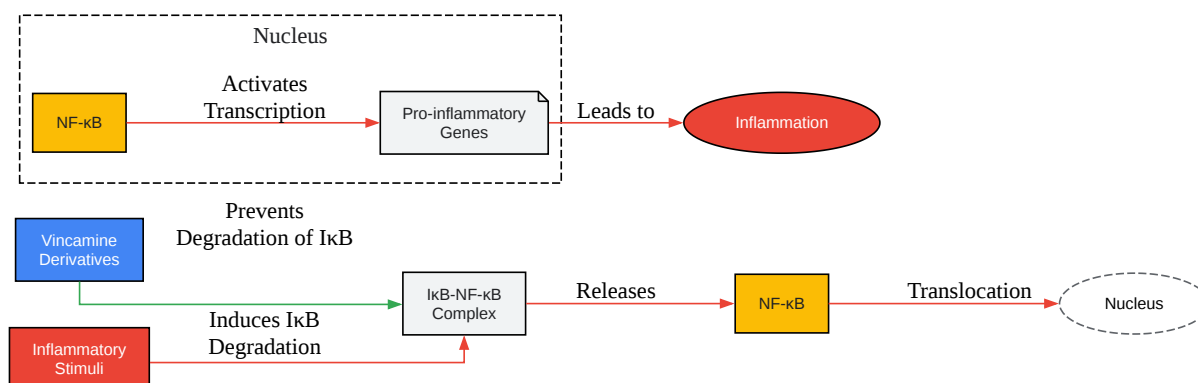 Nucleus
Activates
Transcription
NF-κB
Pro-inflammatory
Genes
Leads to
Inflammation
Prevents
Degradation of IκB
Vincamine
Derivatives
IκB-NF-κB
Complex
Releases
NF-κB
Translocation
Nucleus
Induces IκB
Degradation
Inflammatory
Stimuli